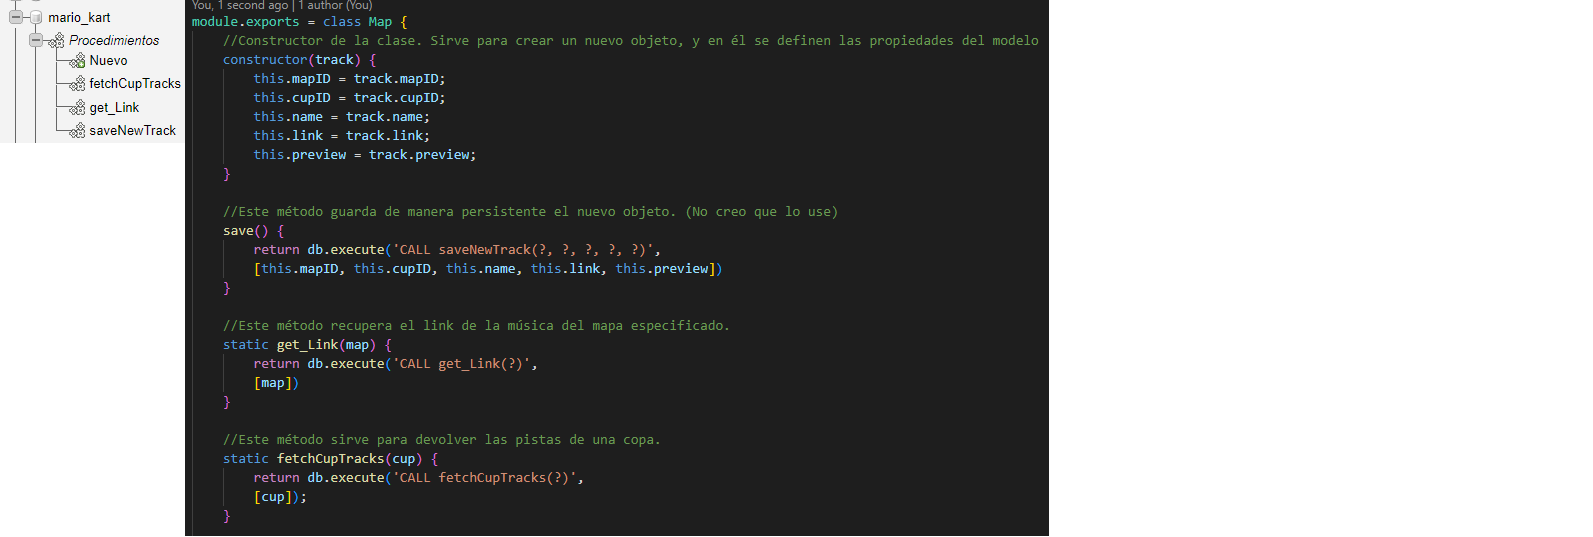 mario_kart
Procedimientos
Nuevo
fetchCupTracks
get_Link
saveNewTrack
You, 1 second ago | 1 author (You)
module.exports = class Map {
//Constructor de la clase. Sirve para crear un nuevo objeto, y en él se definen las propiedades del modelo
constructor(track) {
this.mapID = track.mapID;
this.cupID = track.cupID;
this.name = track.name;
this.link = track.link;
this.preview = track.preview;
}
//Este método guarda de manera persistente el nuevo objeto. (No creo que lo use)
save() {
return db.execute('CALL saveNewTrack(?, ?, ?, ?, ?)',
[this.mapID, this.cupID, this.name, this.link, this.preview])
}
//Este método recupera el link de la música del mapa especificado.
static get_Link(map) {
return db.execute('CALL get_Link(?)',
[map])
}
//Este método sirve para devolver las pistas de una copa.
static fetchCupTracks(cup) {
return db.execute('CALL fetchCupTracks(?)',
[cup]);
}